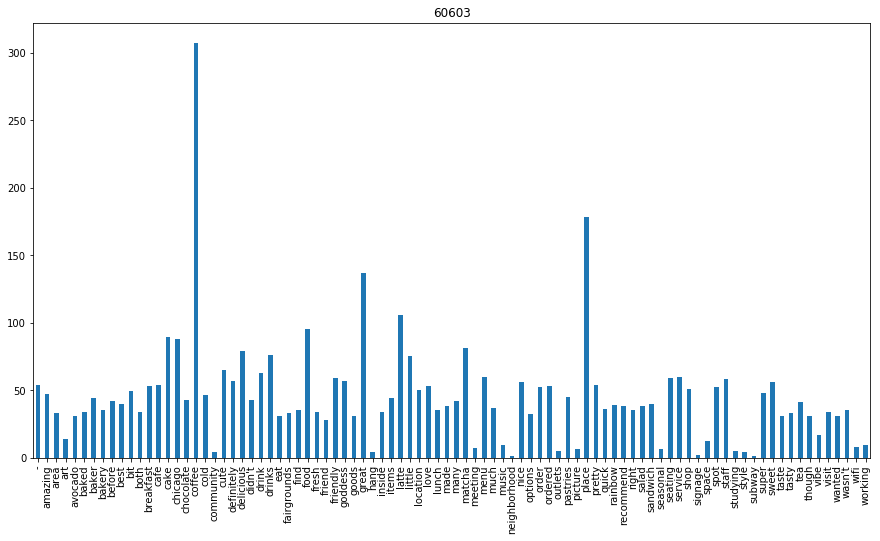 60603
300
250
200
150
100
50
0
-
amazing
area
art
avocado
baked
baker
bakery
before
best
bit
both
breakfast
cafe
cake
chicago
chocolate
coffee
cold
community
cute
definitely
delicious
didn't
drink
drinks
eat
fairgrounds
find
food
fresh
friend
friendly
goddess
goods
great
hang
inside
items
latte
little
location
love
lunch
made
many
matcha
meeting
menu
much
music
neighborhood
nice
options
order
ordered
outlets
pastries
picture
place
pretty
quick
rainbow
recommend
right
salad
sandwich
seasonal
seating
service
shop
signage
space
spot
staff
studying
style
subway
super
sweet
taste
tasty
tea
though
vibe
visit
wanted
wasn't
wifi
working